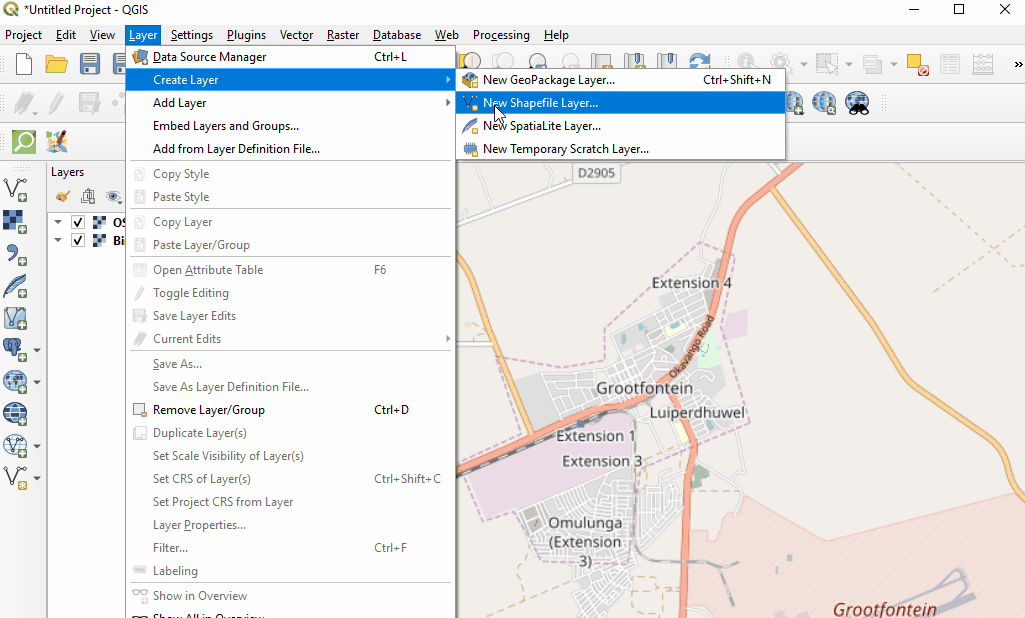 *Untitled Project - QGIS
Project Edit View Layer Settings Plugins Vector Raster Database Web Processing Help
Data Source Manager Ctrl+L
Create Layer
Add Layer
Embed Layers and Groups...
Add from Layer Definition File...
Copy Style
Paste Style
Copy Layer
Paste Layer/Group
Open Attribute Table F6
Toggle Editing
Save Layer Edits
Current Edits
Save As...
Save As Layer Definition File...
Remove Layer/Group Ctrl+D
Duplicate Layer(s)
Set Scale Visibility of Layer(s)
Set CRS of Layer(s) Ctrl+Shift+C
Set Project CRS from Layer
Layer Properties...
Filter... Ctrl+F
Labeling
Show in Overview
Show All in Overview
New GeoPackage Layer... Ctrl+Shift+N
New Shapefile Layer...
New SpatiaLite Layer...
New Temporary Scratch Layer...
Layers
OS
Bi
D2905
Extension 4
Okavango Road
Grootfontein
Luiperdheuwel
Extension 1
Extension 3
Omulunga
(Extension
3)
Grootfontein